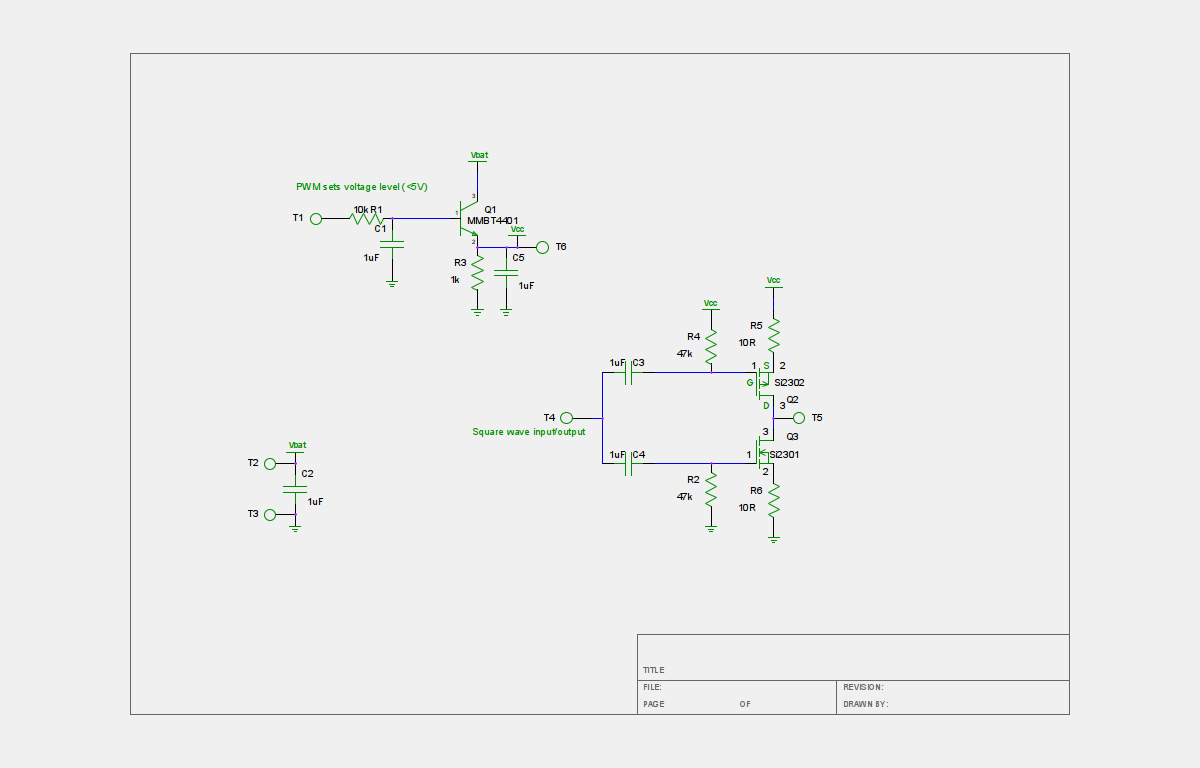 Vbat
PWM sets voltage level (<5V)
3
10k R1
Q1
1
T1
MMBT4401
C1
Vcc
2
T6
1uF
R3
C5
1k
1uF
Vcc
Vcc
R5
R4
10R
47k
1uF C3
1 S 2
G Si2302
Q2
D 3
T4
T5
Square wave input/output
3 Q3
1uF C4
1 Si2301
2
R2
R6
47k
10R
Vbat
T2
C2
1uF
T3
TITLE
FILE:
REVISION:
PAGE OF
DRAWN BY: